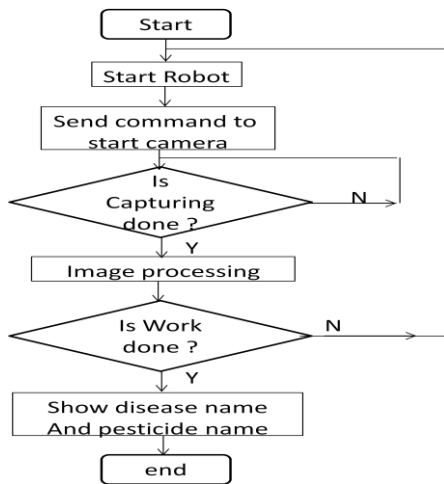 Start
Start Robot
Send command to
start camera
Is
Capturing
done ?
N
Y
Image processing
Is Work
done ?
N
Y
Show disease name
And pesticide name
end